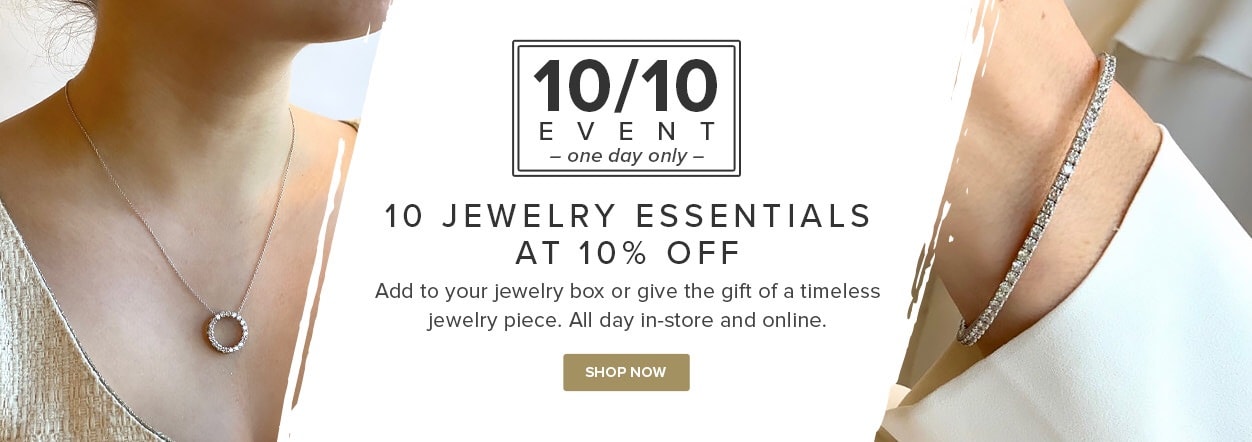 10/10
EVENT
– one day only –
10 JEWELRY ESSENTIALS
AT 10% OFF
Add to your jewelry box or give the gift of a timeless
jewelry piece. All day in-store and online.
SHOP NOW